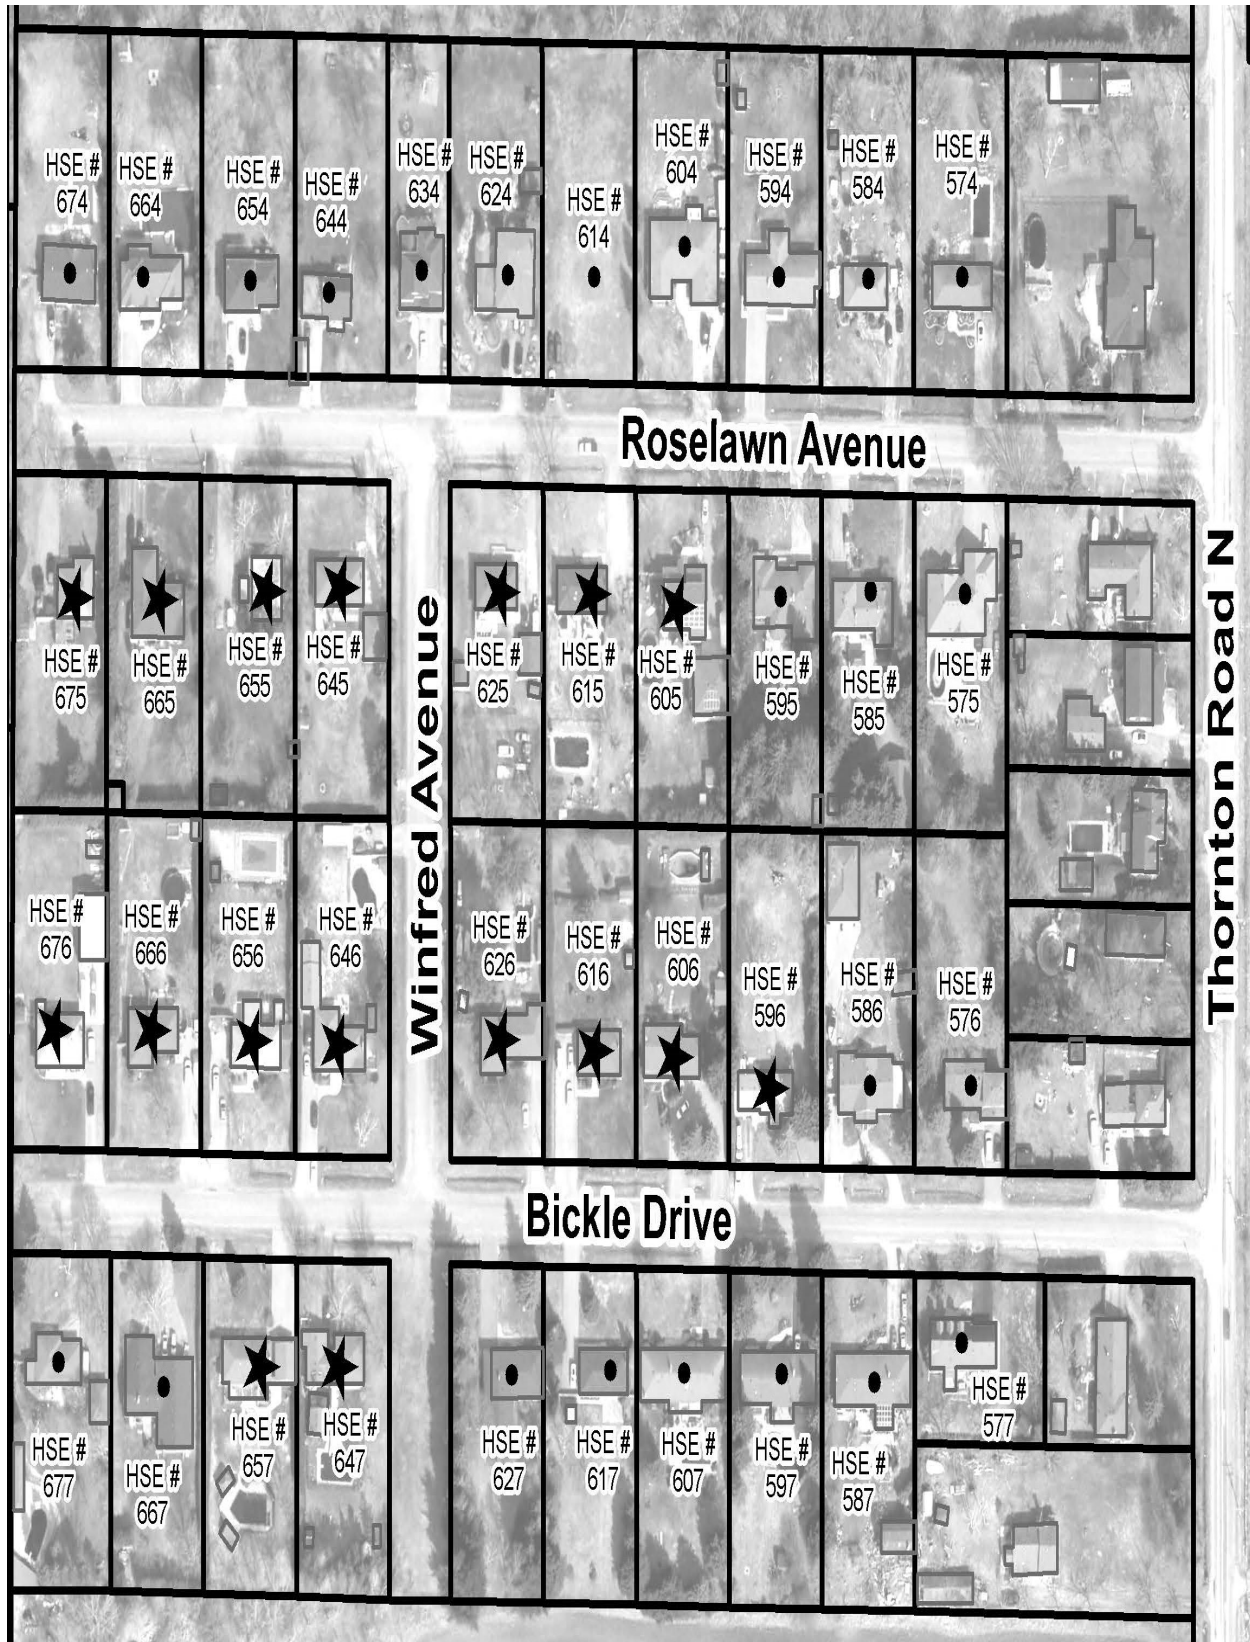 HSE #
674
HSE #
664
HSE #
654
HSE #
644
HSE #
634
HSE #
624
HSE #
614
HSE #
604
HSE #
594
HSE #
584
HSE #
574
Roselawn Avenue
HSE #
675
HSE #
665
HSE #
655
HSE #
645
Winfred Avenue
HSE #
625
HSE #
615
HSE #
605
HSE #
595
HSE #
585
HSE #
575
Thornton Road N
HSE #
676
HSE #
666
HSE #
656
HSE #
646
HSE #
626
HSE #
616
HSE #
606
HSE #
596
HSE #
586
HSE #
576
Bickle Drive
HSE #
677
HSE #
667
HSE #
657
HSE #
647
HSE #
627
HSE #
617
HSE #
607
HSE #
597
HSE #
587
HSE #
577